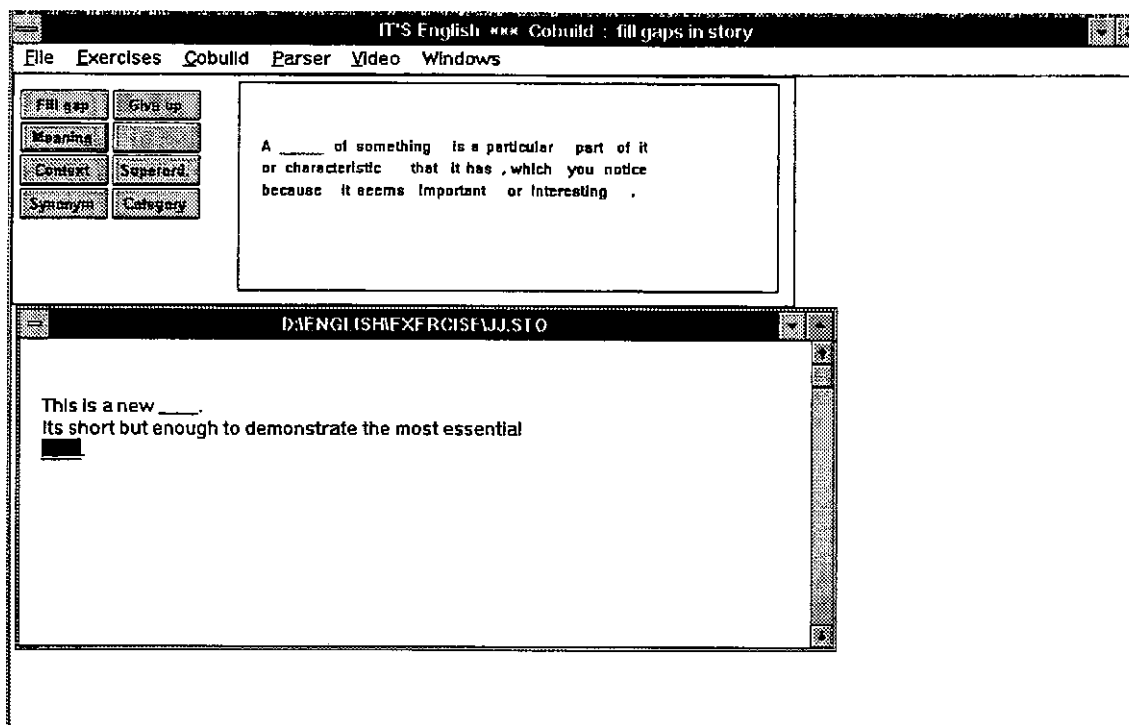 IT'S English *** Cobuild : fill gaps in story
File Exercises Cobuild Parser Video Windows
Fill gap Give up
Meaning
Context Superord.
Synonym Category
A _____ of something is a particular part of it
or characteristic that it has , which you notice
because it seems important or interesting .
D:\ENGLISH\EXERCISE\JJ.STO
This is a new ____.
Its short but enough to demonstrate the most essential